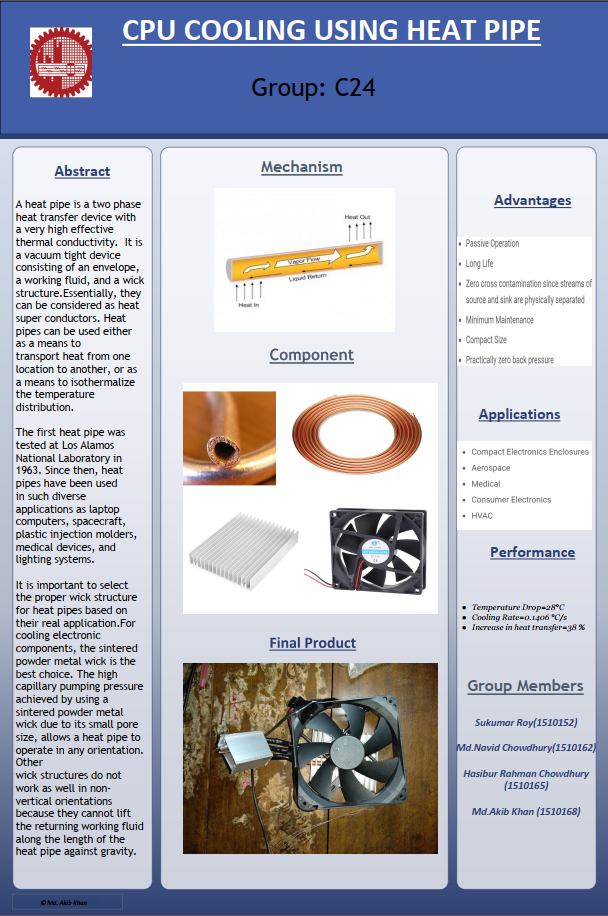 CPU COOLING USING HEAT PIPE
Group: C24
Abstract
A heat pipe is a two phase
heat transfer device with
a very high effective
thermal conductivity. It is
a vacuum tight device
consisting of an envelope,
a working fluid, and a wick
structure.Essentially, they
can be considered as heat
super conductors. Heat
pipes can be used either
as a means to
transport heat from one
location to another, or as
a means to isothermalize
the temperature
distribution.
The first heat pipe was
tested at Los Alamos
National Laboratory in
1963. Since then, heat
pipes have been used
in such diverse
applications as laptop
computers, spacecraft,
plastic injection molders,
medical devices, and
lighting systems.
It is important to select
the proper wick structure
for heat pipes based on
their real application.For
cooling electronic
components, the sintered
powder metal wick is the
best choice. The high
capillary pumping pressure
achieved by using a
sintered powder metal
wick due to its small pore
size, allows a heat pipe to
operate in any orientation.
Other
wick structures do not
work as well in non-
vertical orientations
because they cannot lift
the returning working fluid
along the length of the
heat pipe against gravity.
Mechanism
Heat Out
Vapor Flow
Liquid Return
Heat In
Component
Final Product
Advantages
• Passive Operation
• Long Life
• Zero cross contamination since streams of
source and sink are physically separated
• Minimum Maintenance
• Compact Size
• Practically zero back pressure
Applications
• Compact Electronics Enclosures
• Aerospace
• Medical
• Consumer Electronics
• HVAC
Performance
• Temperature Drop=28°C
• Cooling Rate=0.1406 °C/s
• Increase in heat transfer=38 %
Group Members
Sukumar Roy(1510152)
Md.Navid Chowdhury(1510162)
Hasibur Rahman Chowdhury
(1510165)
Md.Akib Khan (1510168)
© Md. Akib Khan